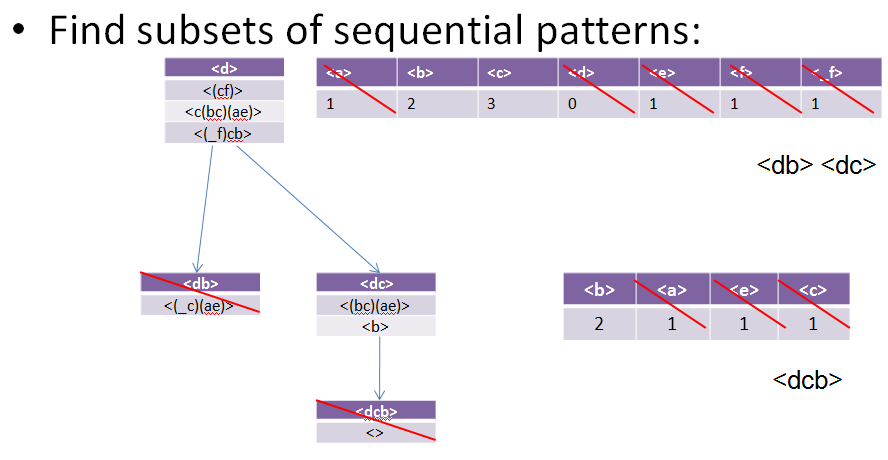 • Find subsets of sequential patterns:
<d>
<(cf)>
<c(bc)(ae)>
<(_f)cb>
<a> <b> <c> <d> <e> <f> <_f>
1 2 3 0 1 1 1
<db> <dc>
<db>
<(_c)(ae)>
<dc>
<(bc)(ae)>
<b>
<b> <a> <e> <c>
2 1 1 1
<dcb>
<dcb>
<>